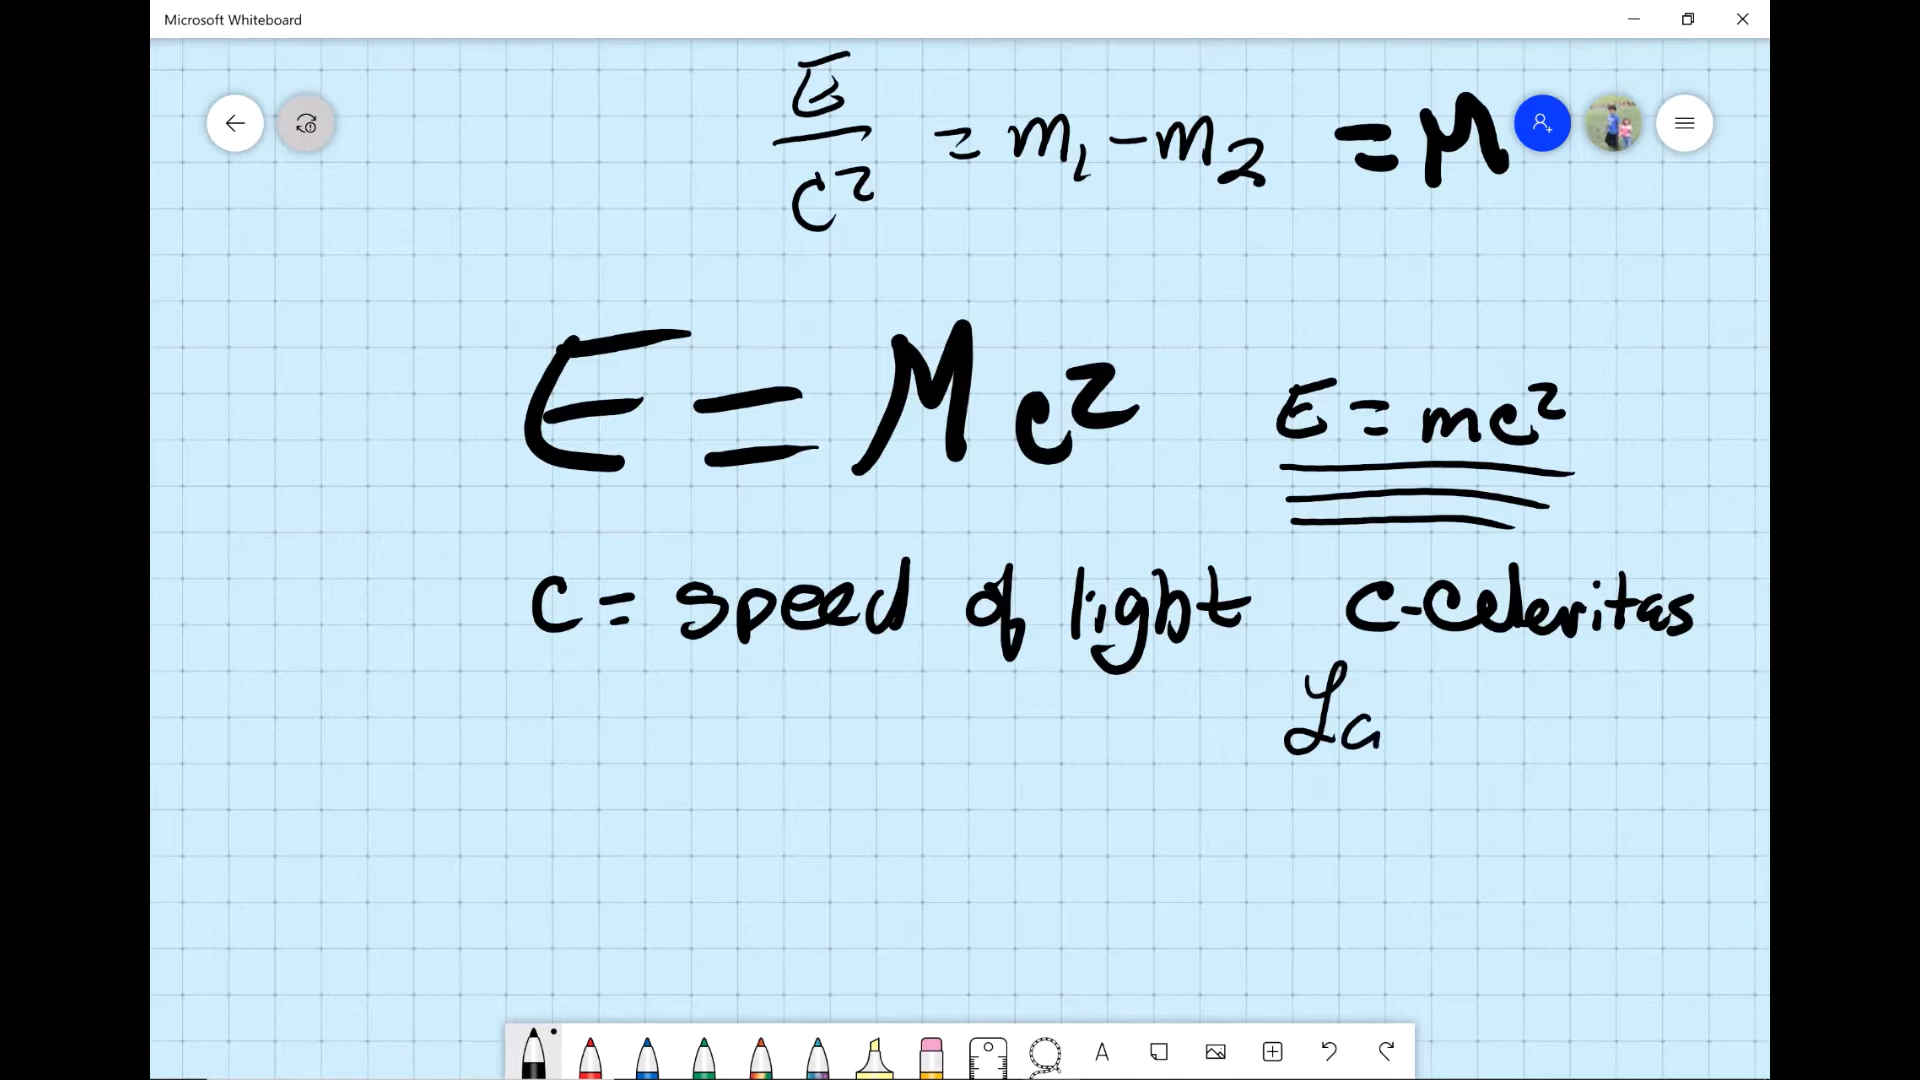 Microsoft Whiteboard
E/c² = m₁ - m₂ = M
E = Mc²
E = mc²
c = speed of light
c - celeritas
La
A